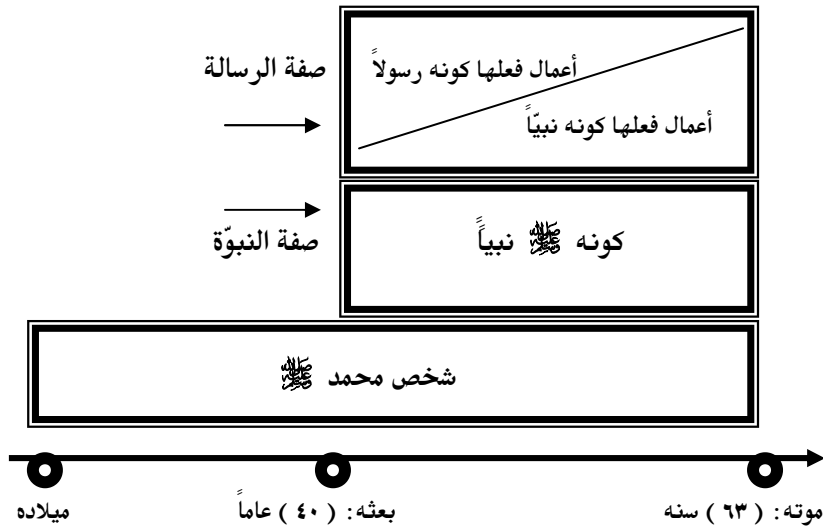 صفة الرسالة
أعمال فعلها كونه رسولاً
أعمال فعلها كونه نبيّاً
صفة النبوّة
كونه ﷺ نبياً
شخص محمد ﷺ
ميلاده
بعثه: ( ٤٠ ) عاماً
موته: ( ٦٣ ) سنه